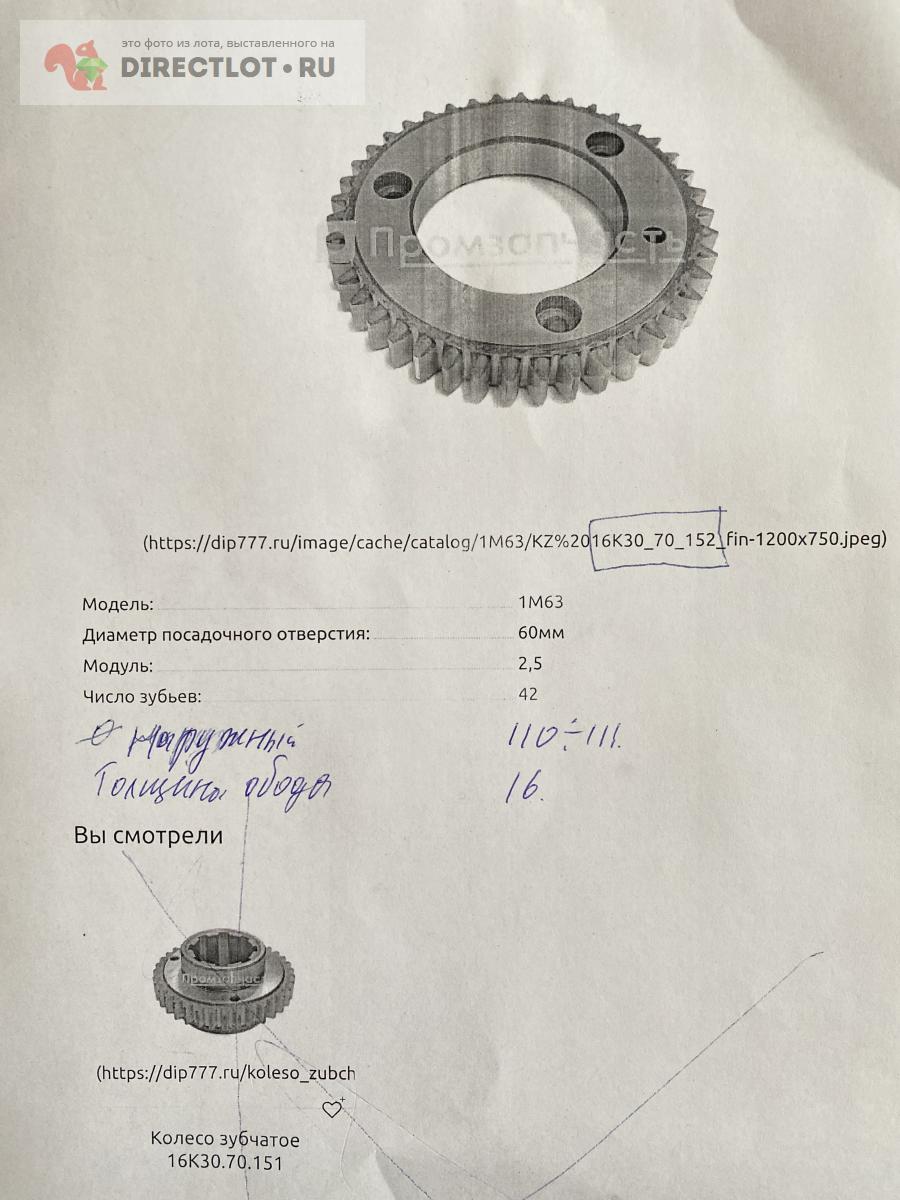 это фото из лота, выставленного на
DIRECTLOT•RU
Промзапчасть
(https://dip777.ru/image/cache/catalog/1M63/KZ%2016K30_70_152_fin-1200x750.jpeg)
Модель: 1М63
Диаметр посадочного отверстия: 60мм
Модуль: 2,5
Число зубьев: 42
⌀ наружный 110÷111.
Толщина обода 16.
Вы смотрели
Промзапчасть
(https://dip777.ru/koleso_zubch
Колесо зубчатое
16К30.70.151